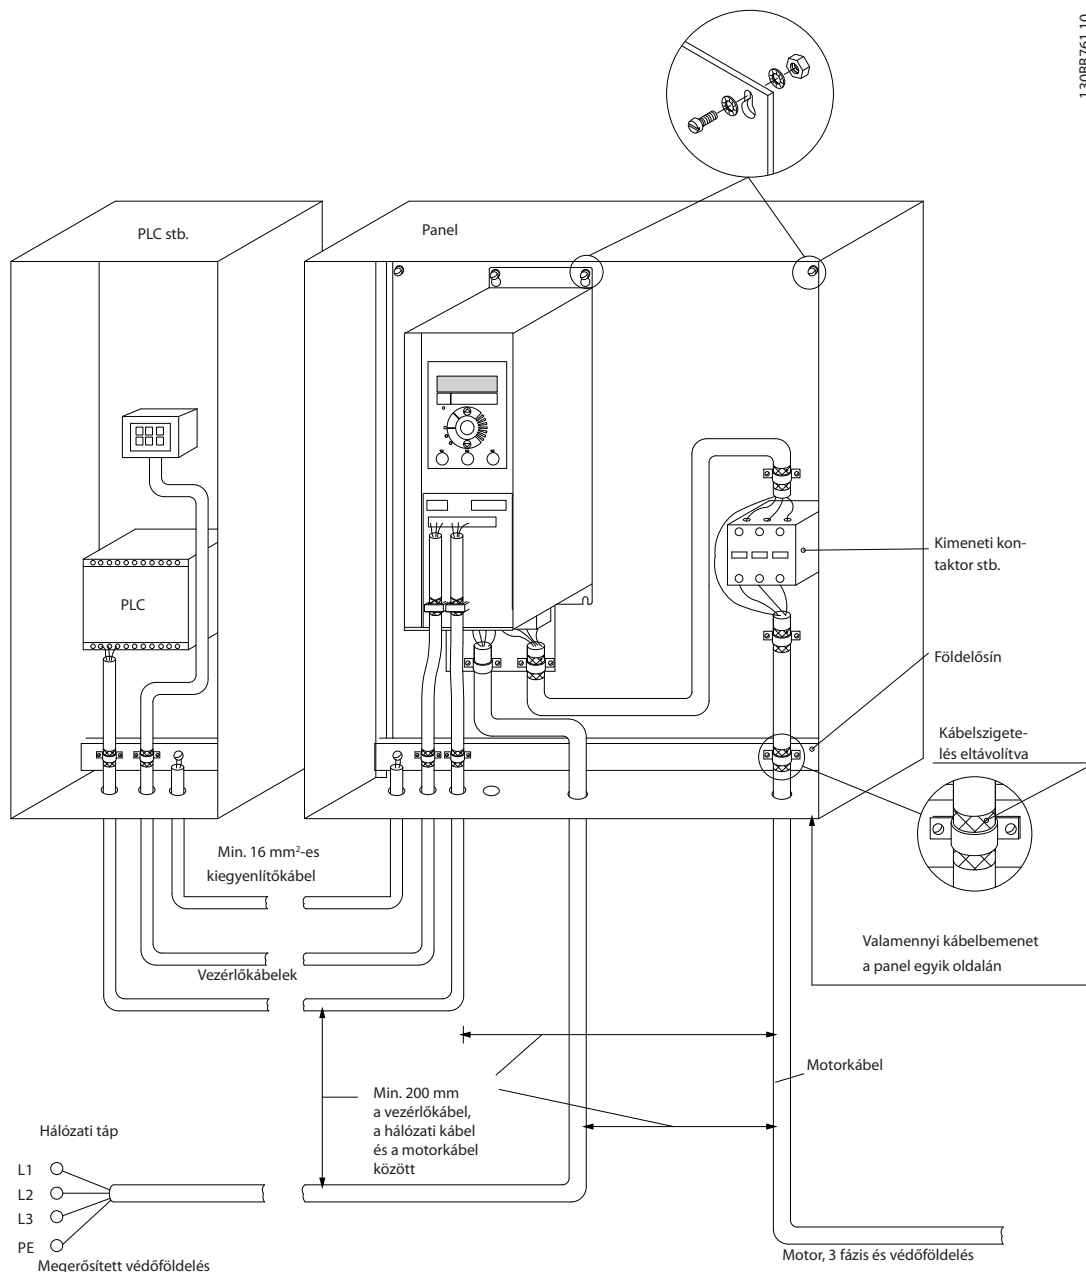 130BB761.10
PLC stb.
Panel
PLC
Kimeneti kon-
taktor stb.
Földelősín
Kábelszigete-
lés eltávolítva
Min. 16 mm²-es
kiegyenlítőkábel
Valamennyi kábelbemenet
a panel egyik oldalán
Vezérlőkábelek
Motorkábel
Min. 200 mm
a vezérlőkábel,
a hálózati kábel
és a motorkábel
között
Hálózati táp
L1
L2
L3
PE
Megerősített védőföldelés
Motor, 3 fázis és védőföldelés